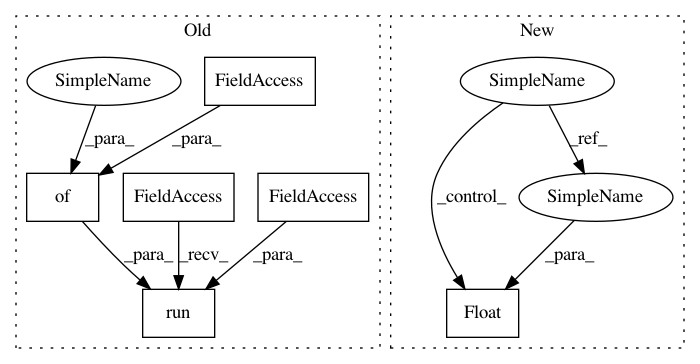 Old
New
SimpleName
FieldAccess
SimpleName
_para_
_para_
_control_
_ref_
of
FieldAccess
FieldAccess
SimpleName
_para_
_recv_
_para_
_para_
run
Float